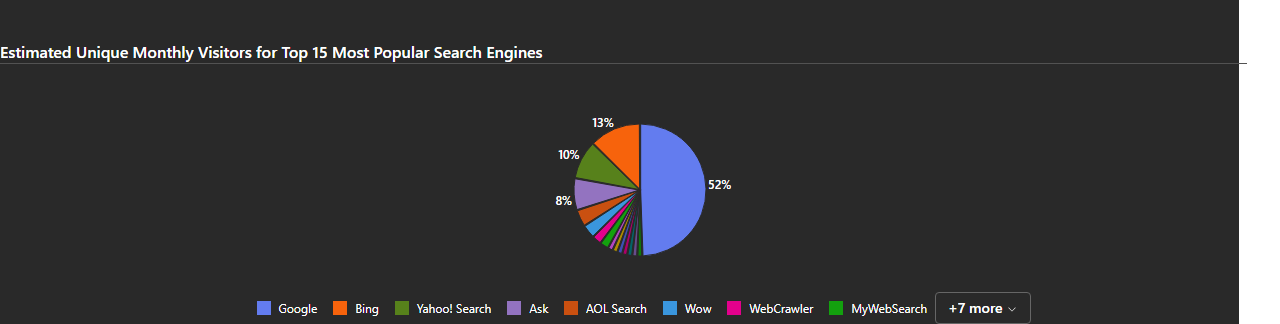 Estimated Unique Monthly Visitors for Top 15 Most Popular Search Engines
13%
10%
52%
8%
Google Bing Yahoo! Search Ask AOL Search Wow WebCrawler MyWebSearch +7 more